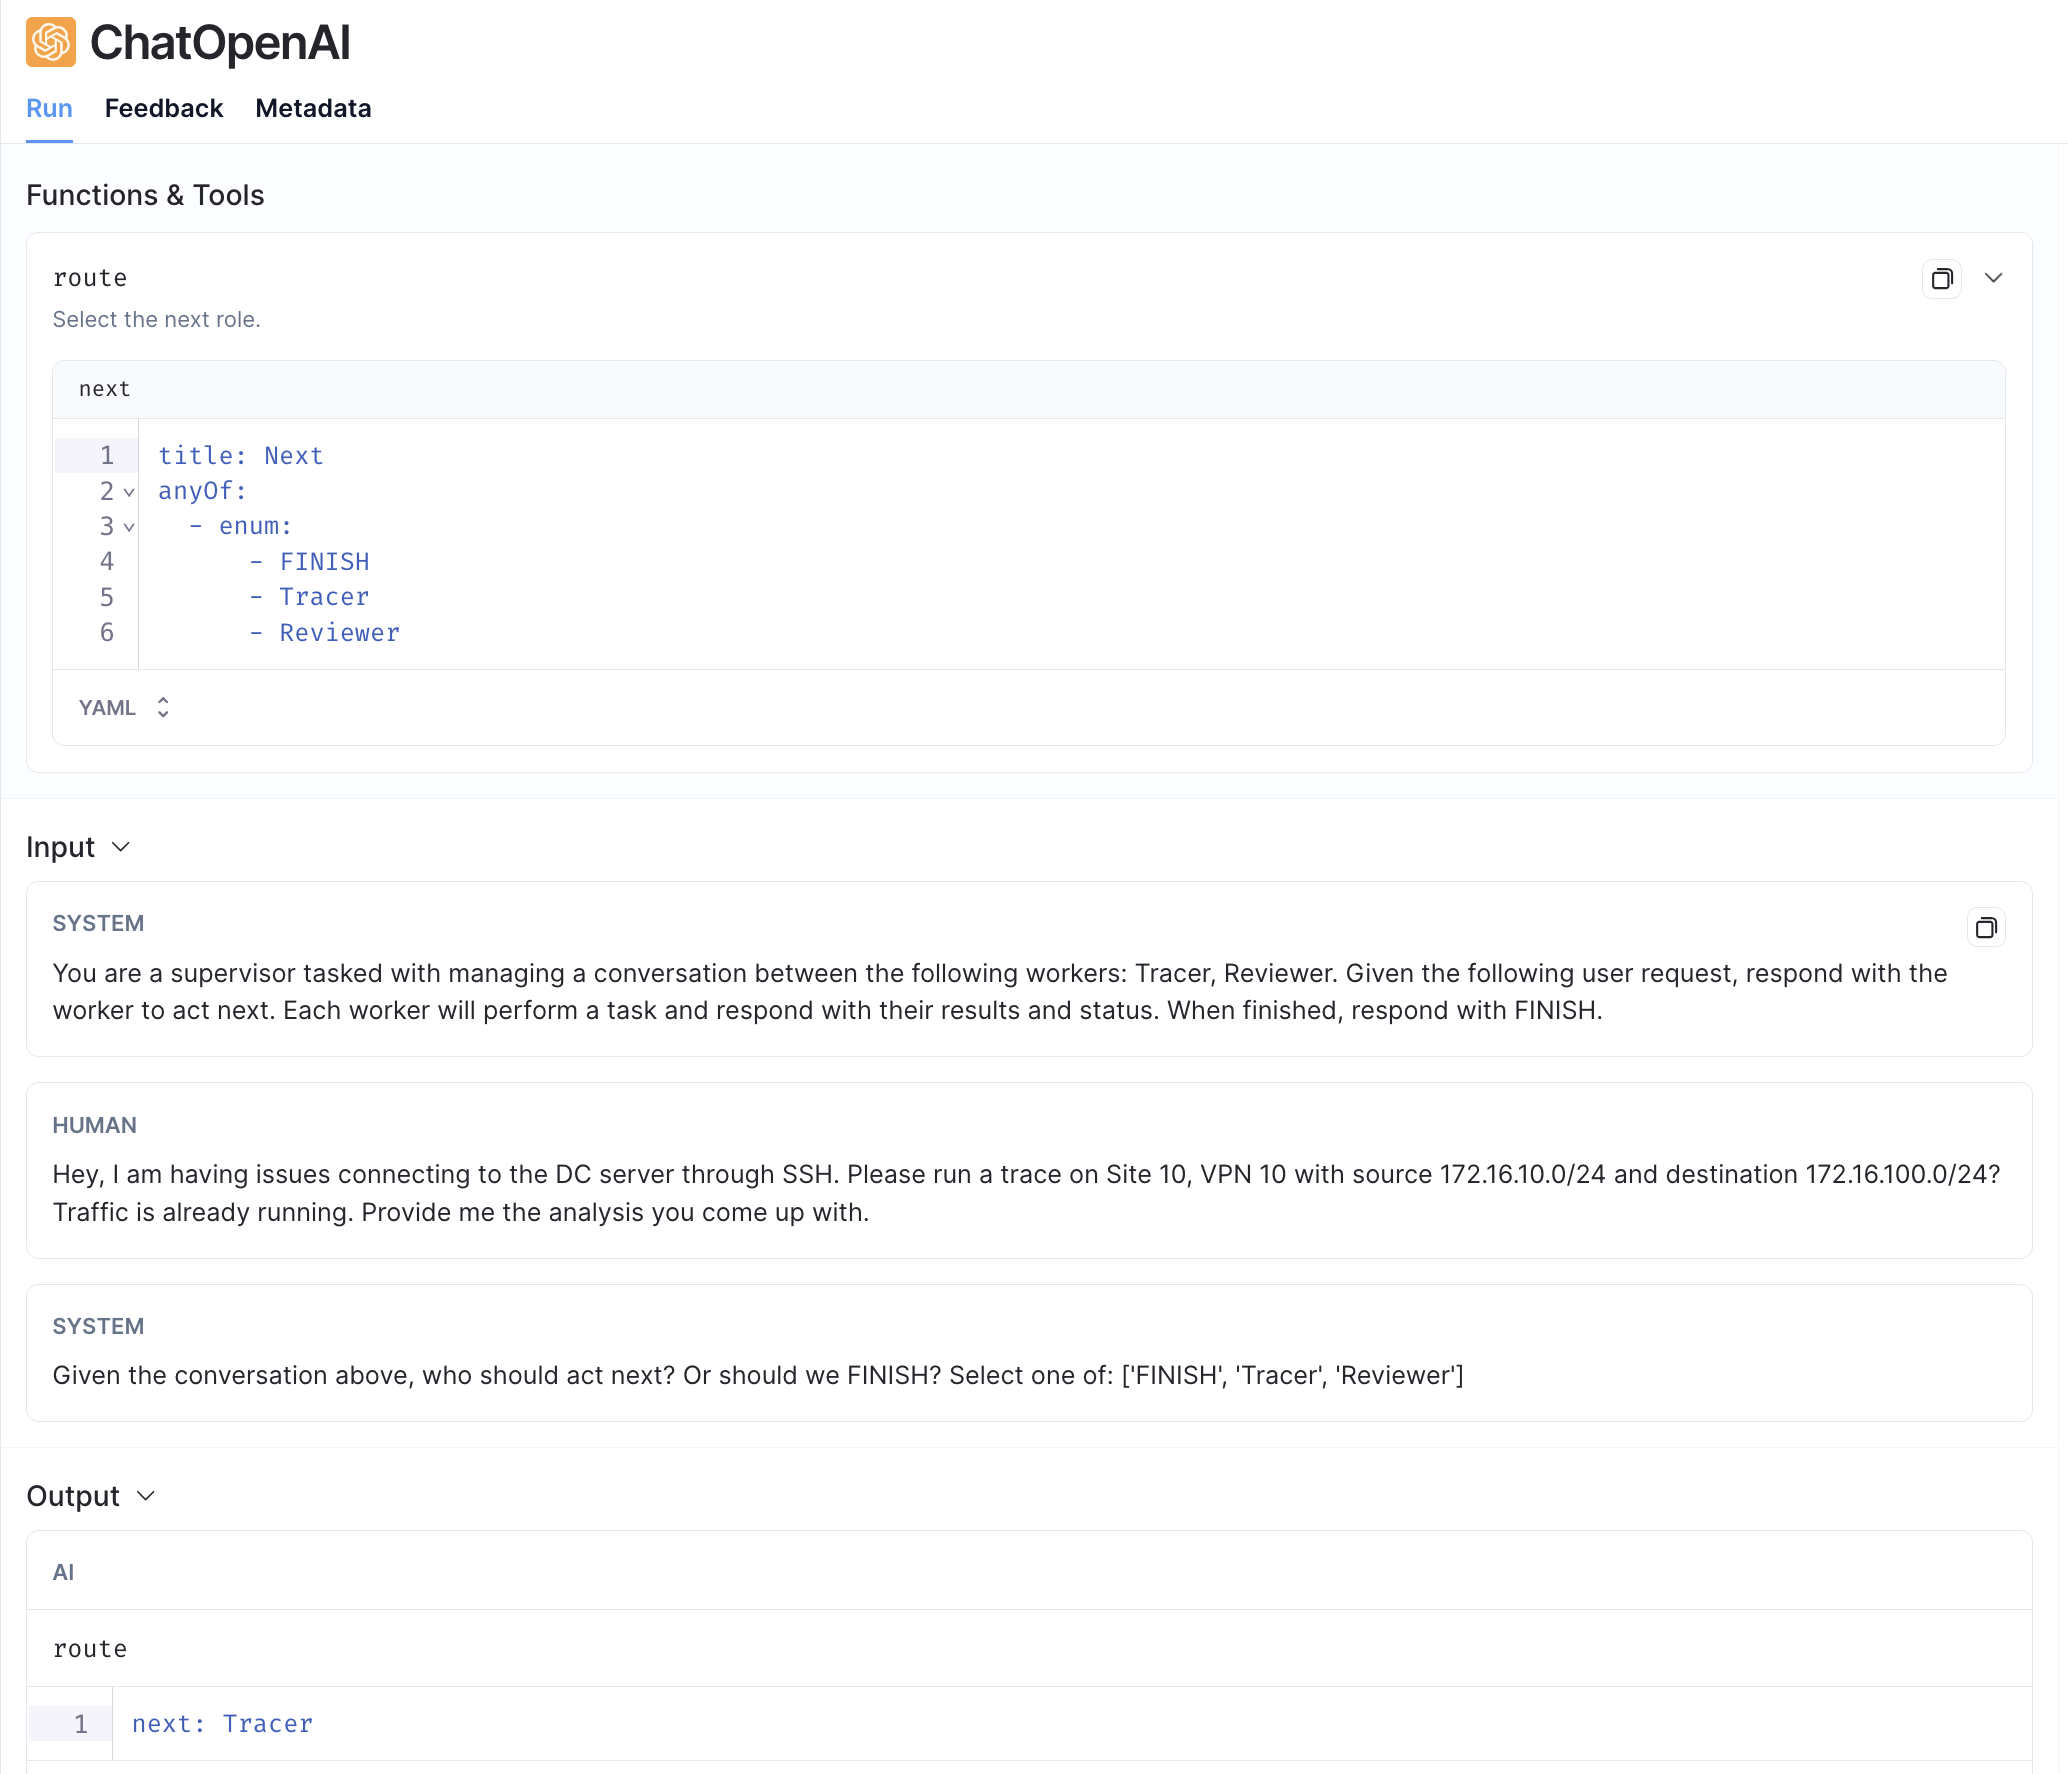 ChatOpenAI
Run Feedback Metadata
Functions & Tools
route
Select the next role.
next
1 title: Next
2 anyOf:
3 - enum:
4 - FINISH
5 - Tracer
6 - Reviewer
YAML
Input
SYSTEM
You are a supervisor tasked with managing a conversation between the following workers: Tracer, Reviewer. Given the following user request, respond with the
worker to act next. Each worker will perform a task and respond with their results and status. When finished, respond with FINISH.
HUMAN
Hey, I am having issues connecting to the DC server through SSH. Please run a trace on Site 10, VPN 10 with source 172.16.10.0/24 and destination 172.16.100.0/24?
Traffic is already running. Provide me the analysis you come up with.
SYSTEM
Given the conversation above, who should act next? Or should we FINISH? Select one of: ['FINISH', 'Tracer', 'Reviewer']
Output
AI
route
1 next: Tracer